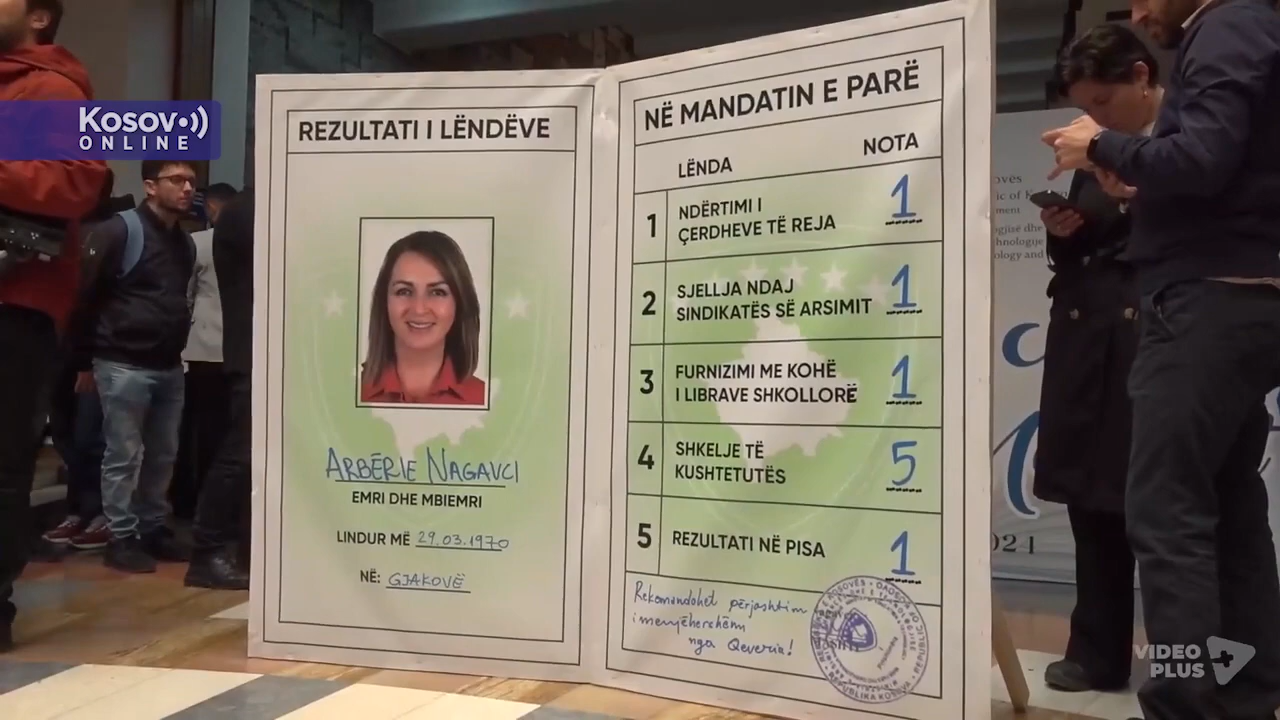 Kosovo
ONLINE
REZULTATI I LËNDËVE
ARBËRIE NAGAVCI
EMRI DHE MBIEMRI
LINDUR MË 29.03.1970
NË: GJAKOVË
NË MANDATIN E PARË
LËNDA NOTA
1 NDËRTIMI I
ÇERDHEVE TË REJA 1
2 SJELLJA NDAJ
SINDIKATËS SË ARSIMIT 1
3 FURNIZIMI ME KOHË
I LIBRAVE SHKOLLORË 1
4 SHKELJE TË
KUSHTETUTËS 5
5 REZULTATI NË PISA 1
Rekomandohet përjashtim
i menjëhershëm
nga Qeveria!
REPUBLIKA KOSOVA
VIDEO
PLUS